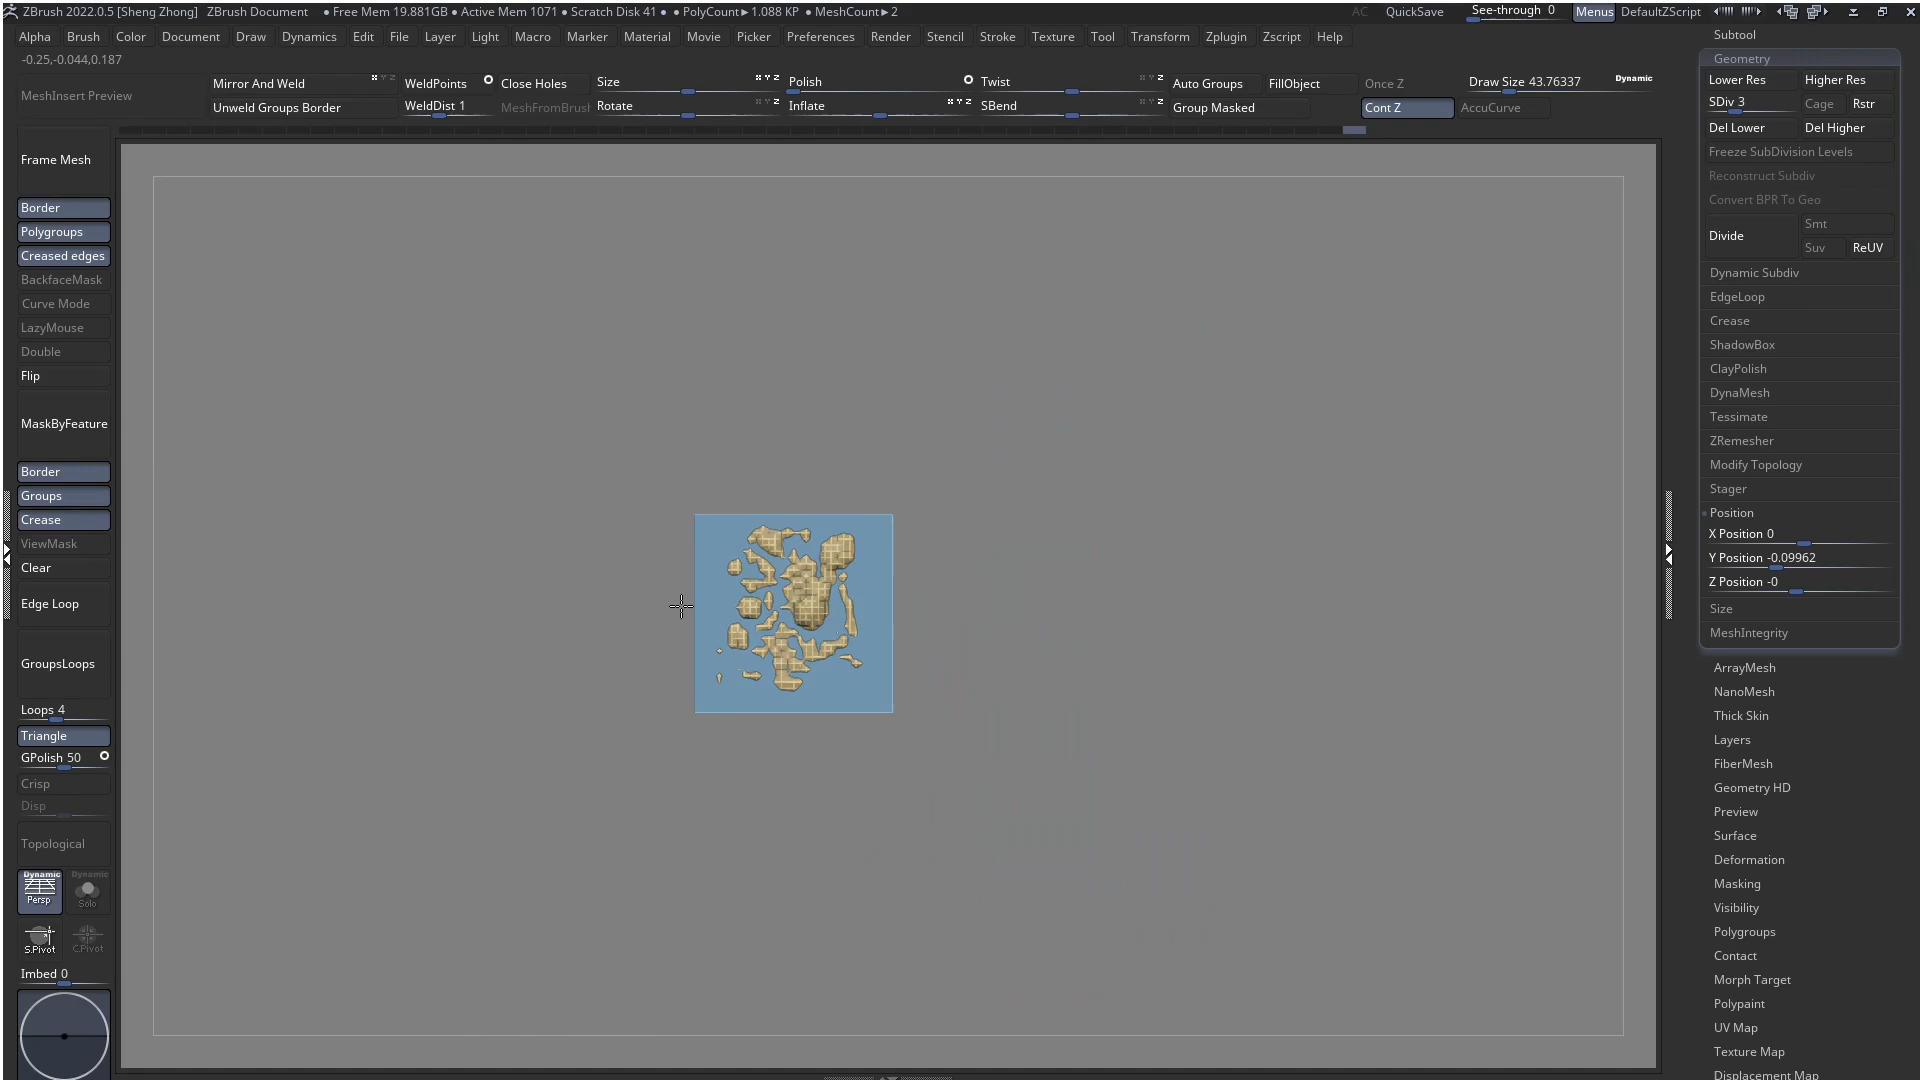 ZBrush 2022.0.5 [Sheng Zhong] ZBrush Document ● Free Mem 19.881GB ● Active Mem 1071 ● Scratch Disk 41 ● ● PolyCount► 1.088 KP ● MeshCount► 2 AC QuickSave See-through 0 Menus DefaultZScript
Alpha Brush Color Document Draw Dynamics Edit File Layer Light Macro Marker Material Movie Picker Preferences Render Stencil Stroke Texture Tool Transform Zplugin Zscript Help
-0.25,-0.044,0.187
MeshInsert Preview
Mirror And Weld
Unweld Groups Border
WeldPoints
WeldDist 1
Close Holes
MeshFromBrus
Size
Rotate
Polish
Inflate
Twist
SBend
Auto Groups
Group Masked
FillObject
Once Z
Cont Z
Draw Size 43.76337
Dynamic
AccuCurve
Frame Mesh
Border
Polygroups
Creased edges
BackfaceMask
Curve Mode
LazyMouse
Double
Flip
MaskByFeature
Border
Groups
Crease
ViewMask
Clear
Edge Loop
GroupsLoops
Loops 4
Triangle
GPolish 50
Crisp
Disp
Topological
Dynamic
Persp
Dynamic
Solo
S.Pivot
C.Pivot
Imbed 0
Subtool
Geometry
Lower Res Higher Res
SDiv 3 Cage Rstr
Del Lower Del Higher
Freeze SubDivision Levels
Reconstruct Subdiv
Convert BPR To Geo
Divide
Smt
Suv ReUV
Dynamic Subdiv
EdgeLoop
Crease
ShadowBox
ClayPolish
DynaMesh
Tessimate
ZRemesher
Modify Topology
Stager
Position
X Position 0
Y Position -0.09962
Z Position -0
Size
MeshIntegrity
ArrayMesh
NanoMesh
Thick Skin
Layers
FiberMesh
Geometry HD
Preview
Surface
Deformation
Masking
Visibility
Polygroups
Contact
Morph Target
Polypaint
UV Map
Texture Map
Displacement Map